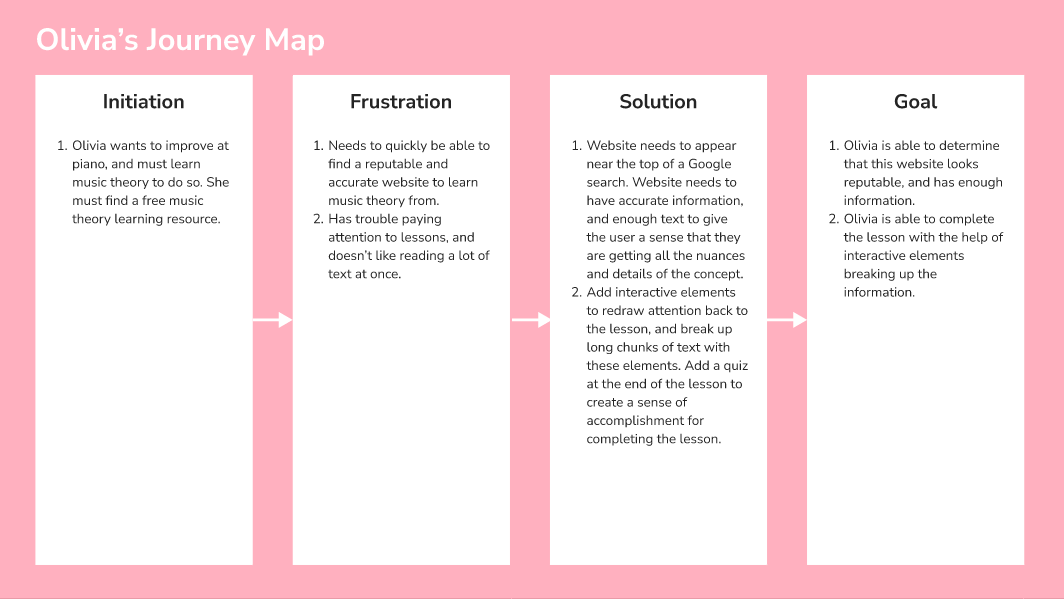 Olivia’s Journey Map
Initiation
1. Olivia wants to improve at
piano, and must learn
music theory to do so. She
must find a free music
theory learning resource.
Frustration
1. Needs to quickly be able to
find a reputable and
accurate website to learn
music theory from.
2. Has trouble paying
attention to lessons, and
doesn’t like reading a lot of
text at once.
Solution
1. Website needs to appear
near the top of a Google
search. Website needs to
have accurate information,
and enough text to give
the user a sense that they
are getting all the nuances
and details of the concept.
2. Add interactive elements
to redraw attention back to
the lesson, and break up
long chunks of text with
these elements. Add a quiz
at the end of the lesson to
create a sense of
accomplishment for
completing the lesson.
Goal
1. Olivia is able to determine
that this website looks
reputable, and has enough
information.
2. Olivia is able to complete
the lesson with the help of
interactive elements
breaking up the
information.